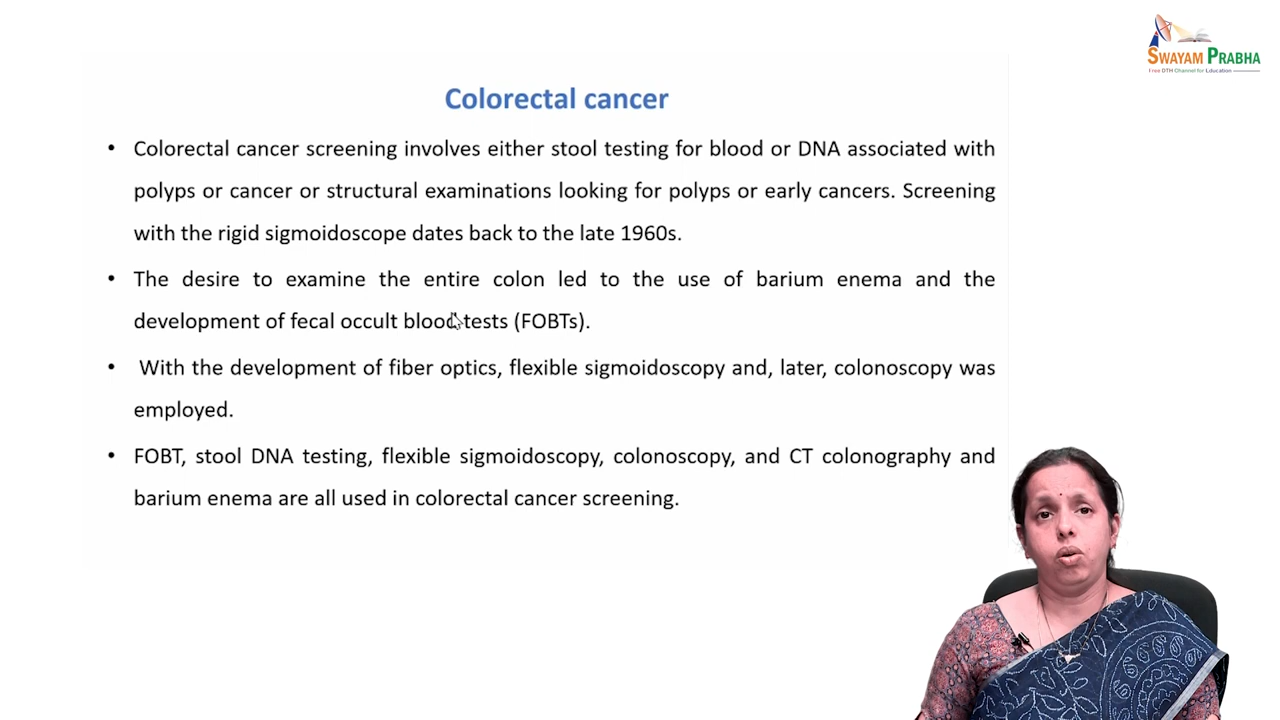 SWAYAM PRABHA
Free DTH Channel for Education
Colorectal cancer
• Colorectal cancer screening involves either stool testing for blood or DNA associated with
polyps or cancer or structural examinations looking for polyps or early cancers. Screening
with the rigid sigmoidoscope dates back to the late 1960s.
• The desire to examine the entire colon led to the use of barium enema and the
development of fecal occult blood tests (FOBTs).
• With the development of fiber optics, flexible sigmoidoscopy and, later, colonoscopy was
employed.
• FOBT, stool DNA testing, flexible sigmoidoscopy, colonoscopy, and CT colonography and
barium enema are all used in colorectal cancer screening.